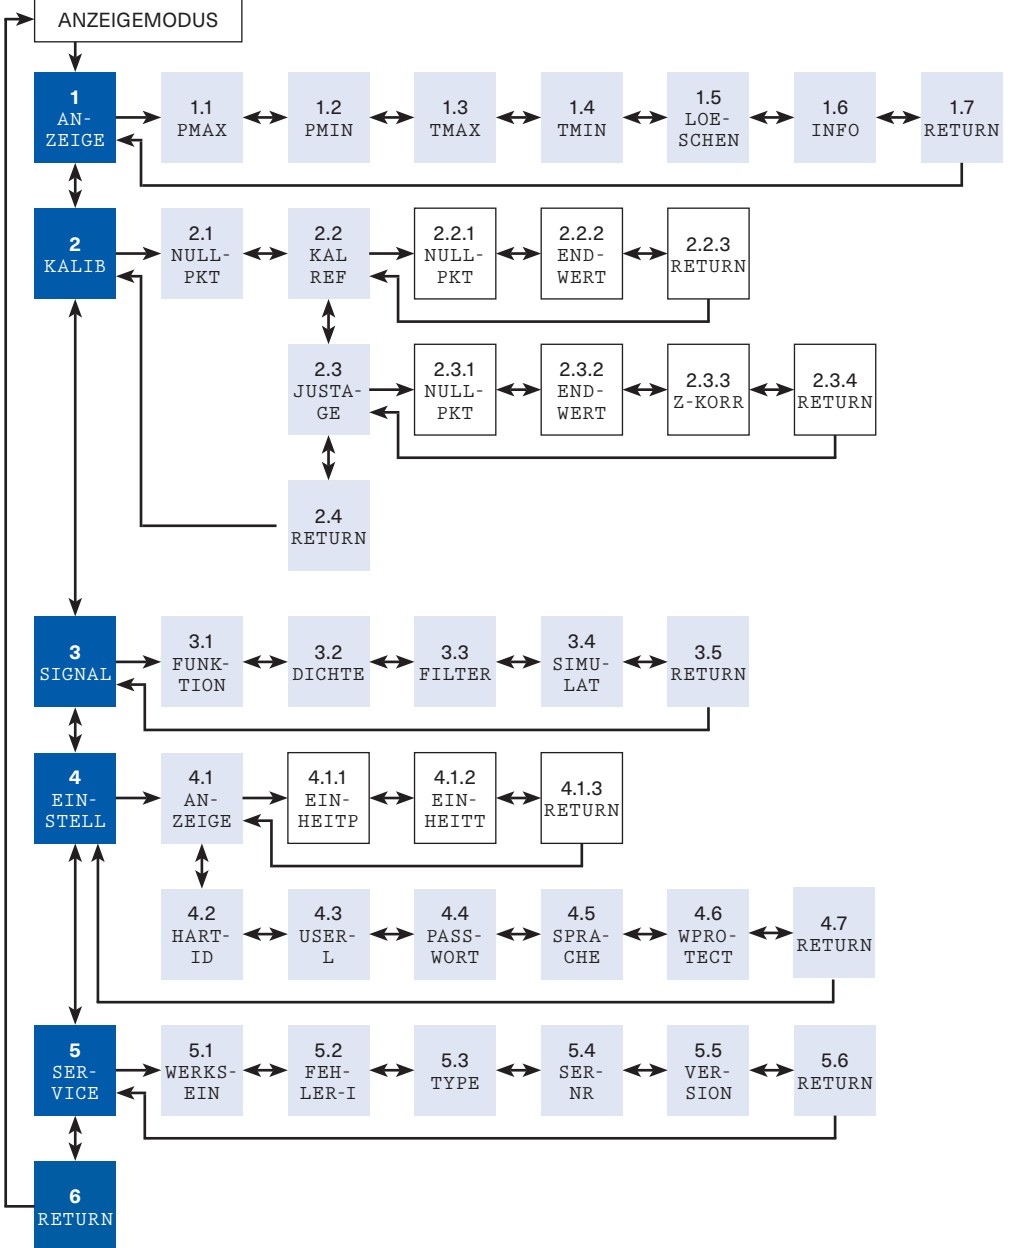 ANZEIGEMODUS
1
AN-
ZEIGE
1.1
PMAX
1.2
PMIN
1.3
TMAX
1.4
TMIN
1.5
LOE-
SCHEN
1.6
INFO
1.7
RETURN
2
KALIB
2.1
NULL-
PKT
2.2
KAL
REF
2.2.1
NULL-
PKT
2.2.2
END-
WERT
2.2.3
RETURN
2.3
JUSTA-
GE
2.3.1
NULL-
PKT
2.3.2
END-
WERT
2.3.3
Z-KORR
2.3.4
RETURN
2.4
RETURN
3
SIGNAL
3.1
FUNK-
TION
3.2
DICHTE
3.3
FILTER
3.4
SIMU-
LAT
3.5
RETURN
4
EIN-
STELL
4.1
AN-
ZEIGE
4.1.1
EIN-
HEITP
4.1.2
EIN-
HEITT
4.1.3
RETURN
4.2
HART-
ID
4.3
USER-
L
4.4
PASS-
WORT
4.5
SPRA-
CHE
4.6
WPRO-
TECT
4.7
RETURN
5
SER-
VICE
5.1
WERKS-
EIN
5.2
FEH-
LER-I
5.3
TYPE
5.4
SER-
NR
5.5
VER-
SION
5.6
RETURN
6
RETURN